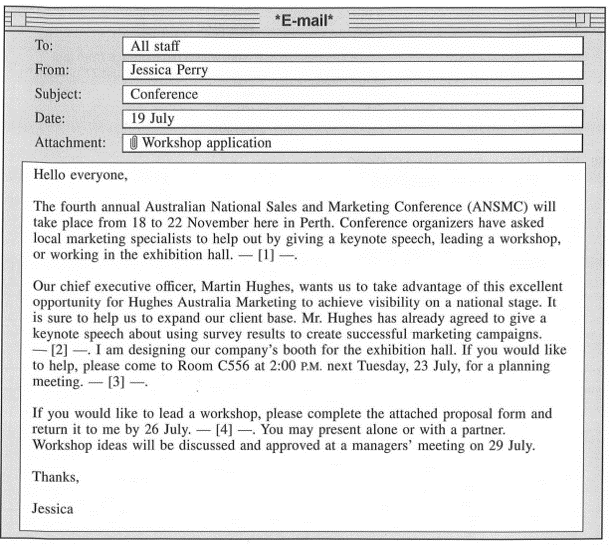 *E-mail*
To: All staff
From: Jessica Perry
Subject: Conference
Date: 19 July
Attachment: Workshop application
Hello everyone,
The fourth annual Australian National Sales and Marketing Conference (ANSMC) will
take place from 18 to 22 November here in Perth. Conference organizers have asked
local marketing specialists to help out by giving a keynote speech, leading a workshop,
or working in the exhibition hall. — [1] —.
Our chief executive officer, Martin Hughes, wants us to take advantage of this excellent
opportunity for Hughes Australia Marketing to achieve visibility on a national stage. It
is sure to help us to expand our client base. Mr. Hughes has already agreed to give a
keynote speech about using survey results to create successful marketing campaigns.
— [2] —. I am designing our company's booth for the exhibition hall. If you would like
to help, please come to Room C556 at 2:00 P.M. next Tuesday, 23 July, for a planning
meeting. — [3] —.
If you would like to lead a workshop, please complete the attached proposal form and
return it to me by 26 July. — [4] —. You may present alone or with a partner.
Workshop ideas will be discussed and approved at a managers' meeting on 29 July.
Thanks,
Jessica